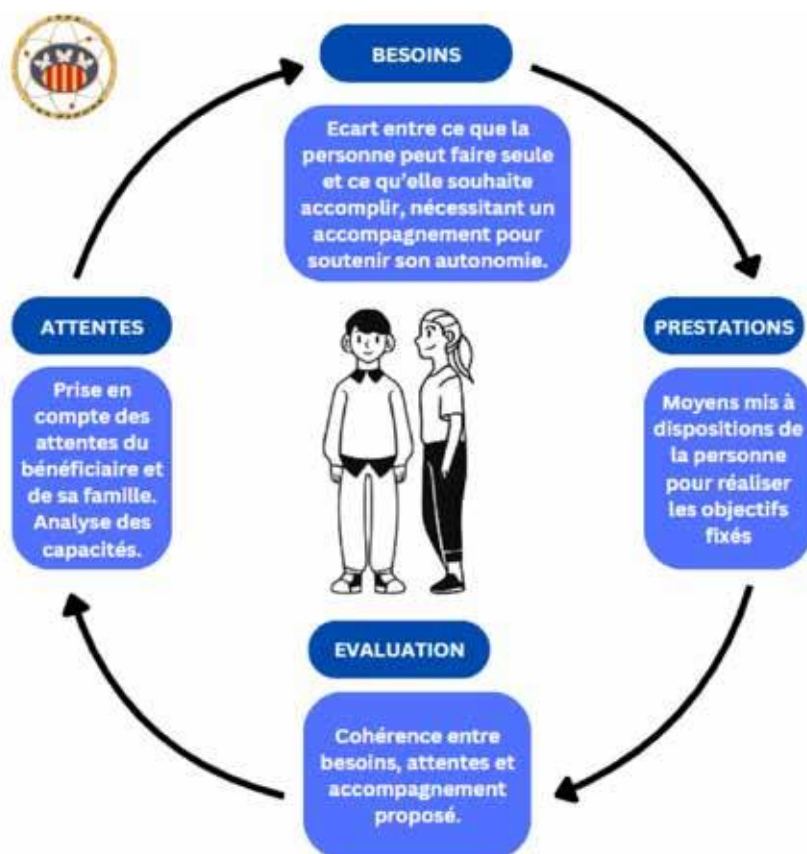 BESOINS
Ecart entre ce que la
personne peut faire seule
et ce qu'elle souhaite
accomplir, nécessitant un
accompagnement pour
soutenir son autonomie.
PRESTATIONS
Moyens mis à
dispositions de
la personne
pour réaliser
les objectifs
fixés
EVALUATION
Cohérence entre
besoins, attentes et
accompagnement
proposé.
ATTENTES
Prise en
compte des
attentes du
bénéficiaire et
de sa famille.
Analyse des
capacités.